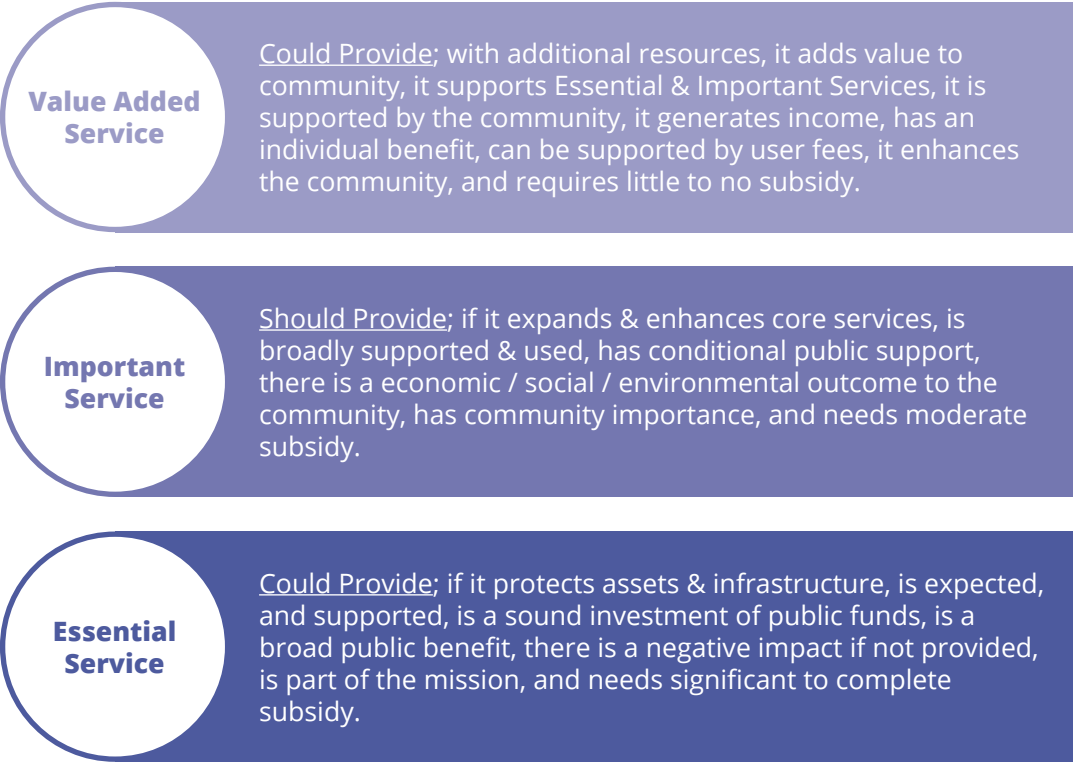 Value Added
Service
Could Provide; with additional resources, it adds value to
community, it supports Essential & Important Services, it is
supported by the community, it generates income, has an
individual benefit, can be supported by user fees, it enhances
the community, and requires little to no subsidy.
Important
Service
Should Provide; if it expands & enhances core services, is
broadly supported & used, has conditional public support,
there is a economic / social / environmental outcome to the
community, has community importance, and needs moderate
subsidy.
Essential
Service
Could Provide; if it protects assets & infrastructure, is expected,
and supported, is a sound investment of public funds, is a
broad public benefit, there is a negative impact if not provided,
is part of the mission, and needs significant to complete
subsidy.